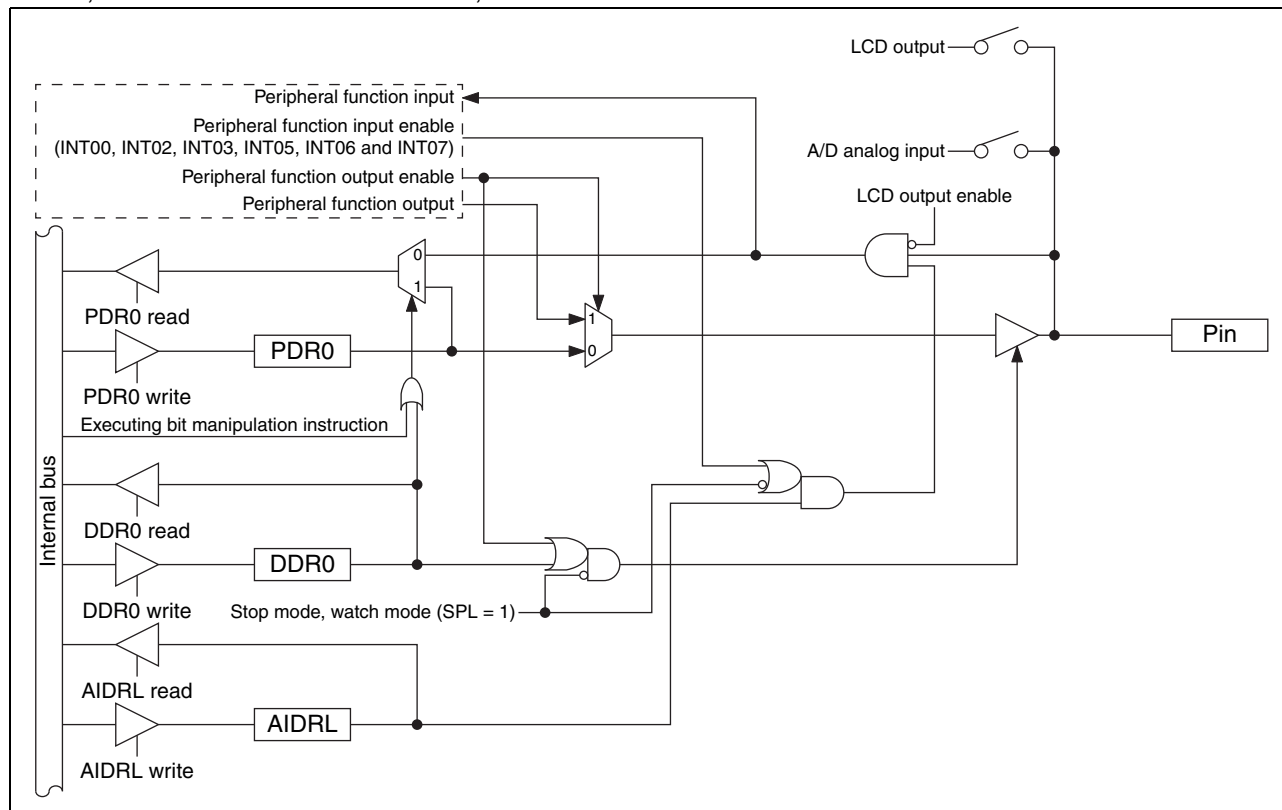 LCD output
Peripheral function input
Peripheral function input enable
(INT00, INT02, INT03, INT05, INT06 and INT07)
A/D analog input
Peripheral function output enable
Peripheral function output
LCD output enable
0
1
PDR0 read
1
0
PDR0
Pin
PDR0 write
Executing bit manipulation instruction
Internal bus
DDR0 read
DDR0
DDR0 write
Stop mode, watch mode (SPL = 1)
AIDRL read
AIDRL
AIDRL write